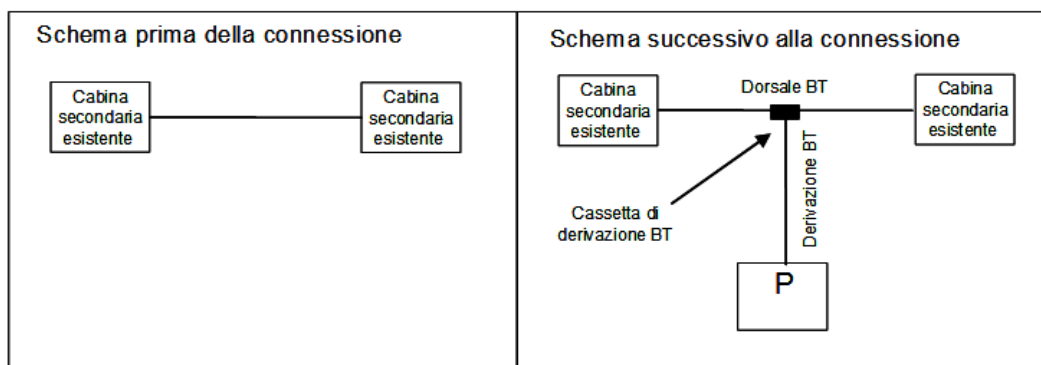 Schema prima della connessione
Cabina
secondaria
esistente
Cabina
secondaria
esistente
Schema successivo alla connessione
Cabina
secondaria
esistente
Dorsale BT
Cabina
secondaria
esistente
Derivazione BT
Cassetta di
derivazione BT
P